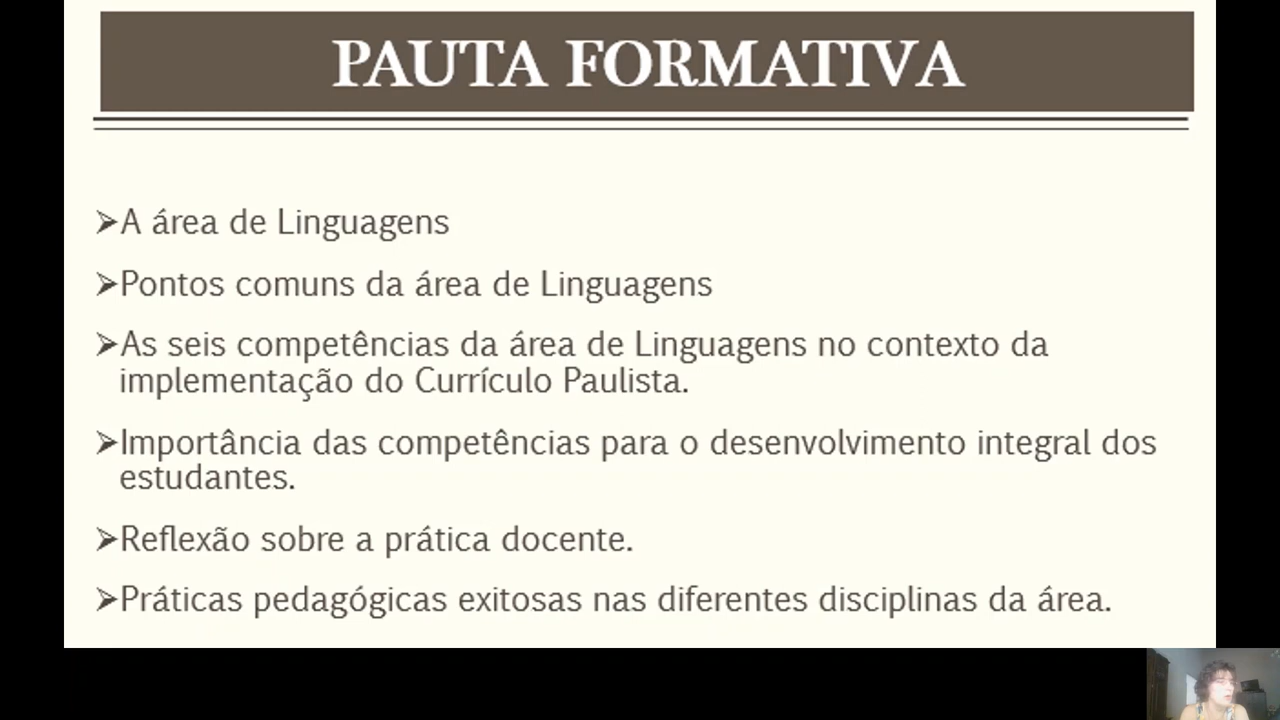 PAUTA FORMATIVA
➢A área de Linguagens
➢Pontos comuns da área de Linguagens
➢As seis competências da área de Linguagens no contexto da
implementação do Currículo Paulista.
➢Importância das competências para o desenvolvimento integral dos
estudantes.
➢Reflexão sobre a prática docente.
➢Práticas pedagógicas exitosas nas diferentes disciplinas da área.